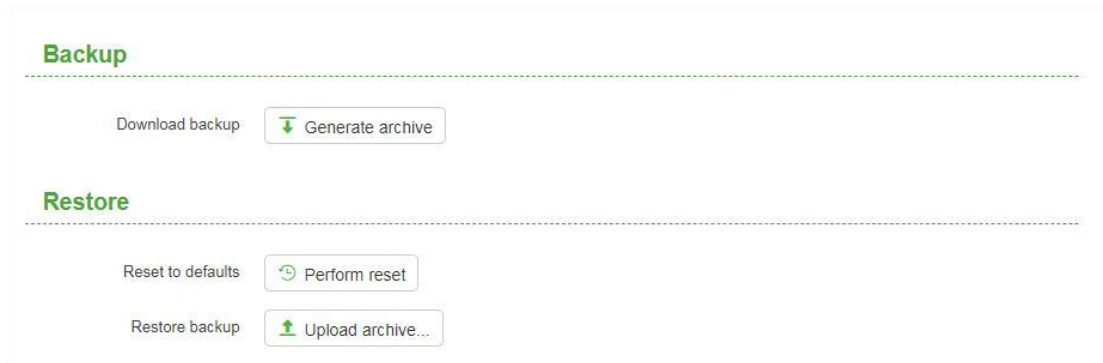 Backup
Download backup Generate archive
Restore
Reset to defaults Perform reset
Restore backup Upload archive...